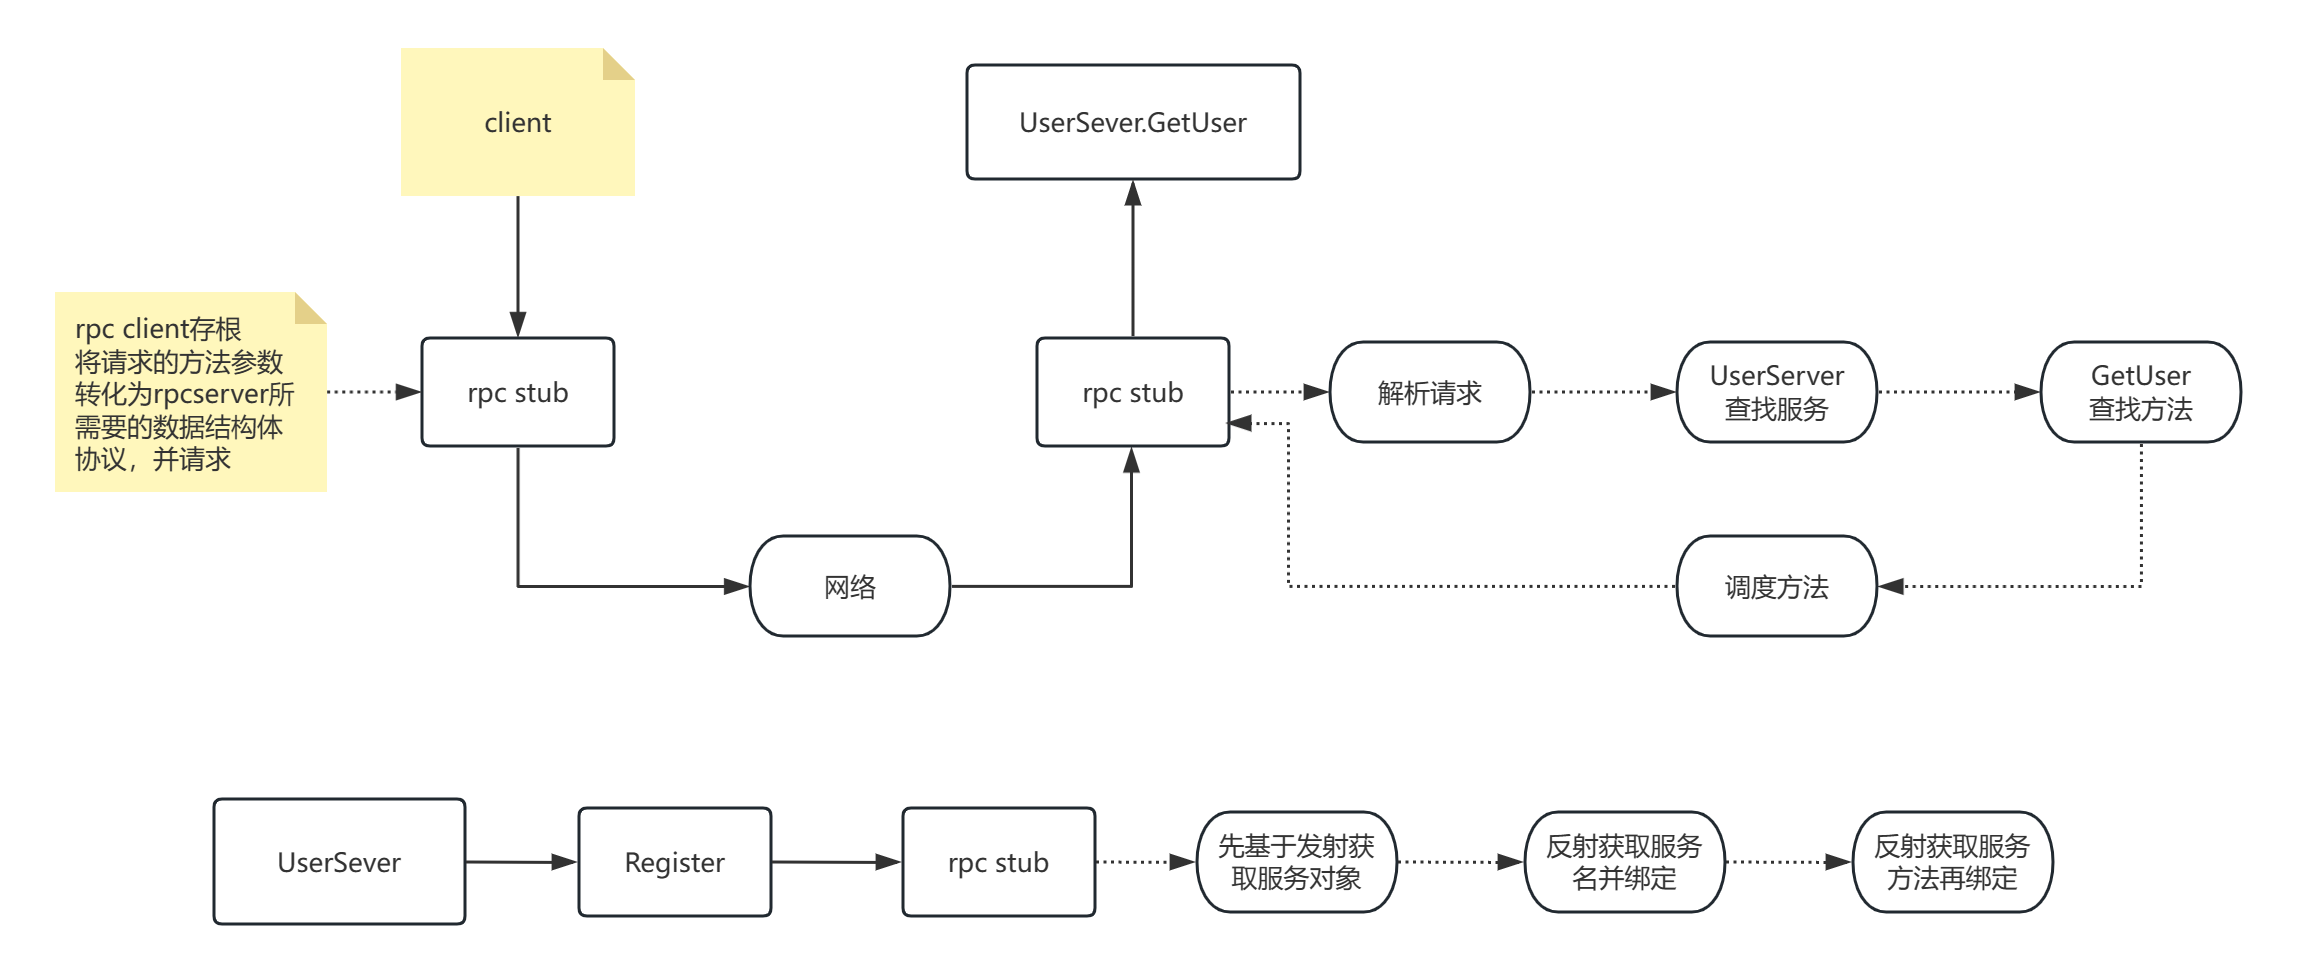 client
UserSever.GetUser
rpc client存根
将请求的方法参数
转化为rpcserver所
需要的数据结构体
协议，并请求
rpc stub
rpc stub
解析请求
UserServer
查找服务
GetUser
查找方法
网络
调度方法
UserSever
Register
rpc stub
先基于发射获
取服务对象
反射获取服务
名并绑定
反射获取服务
方法再绑定